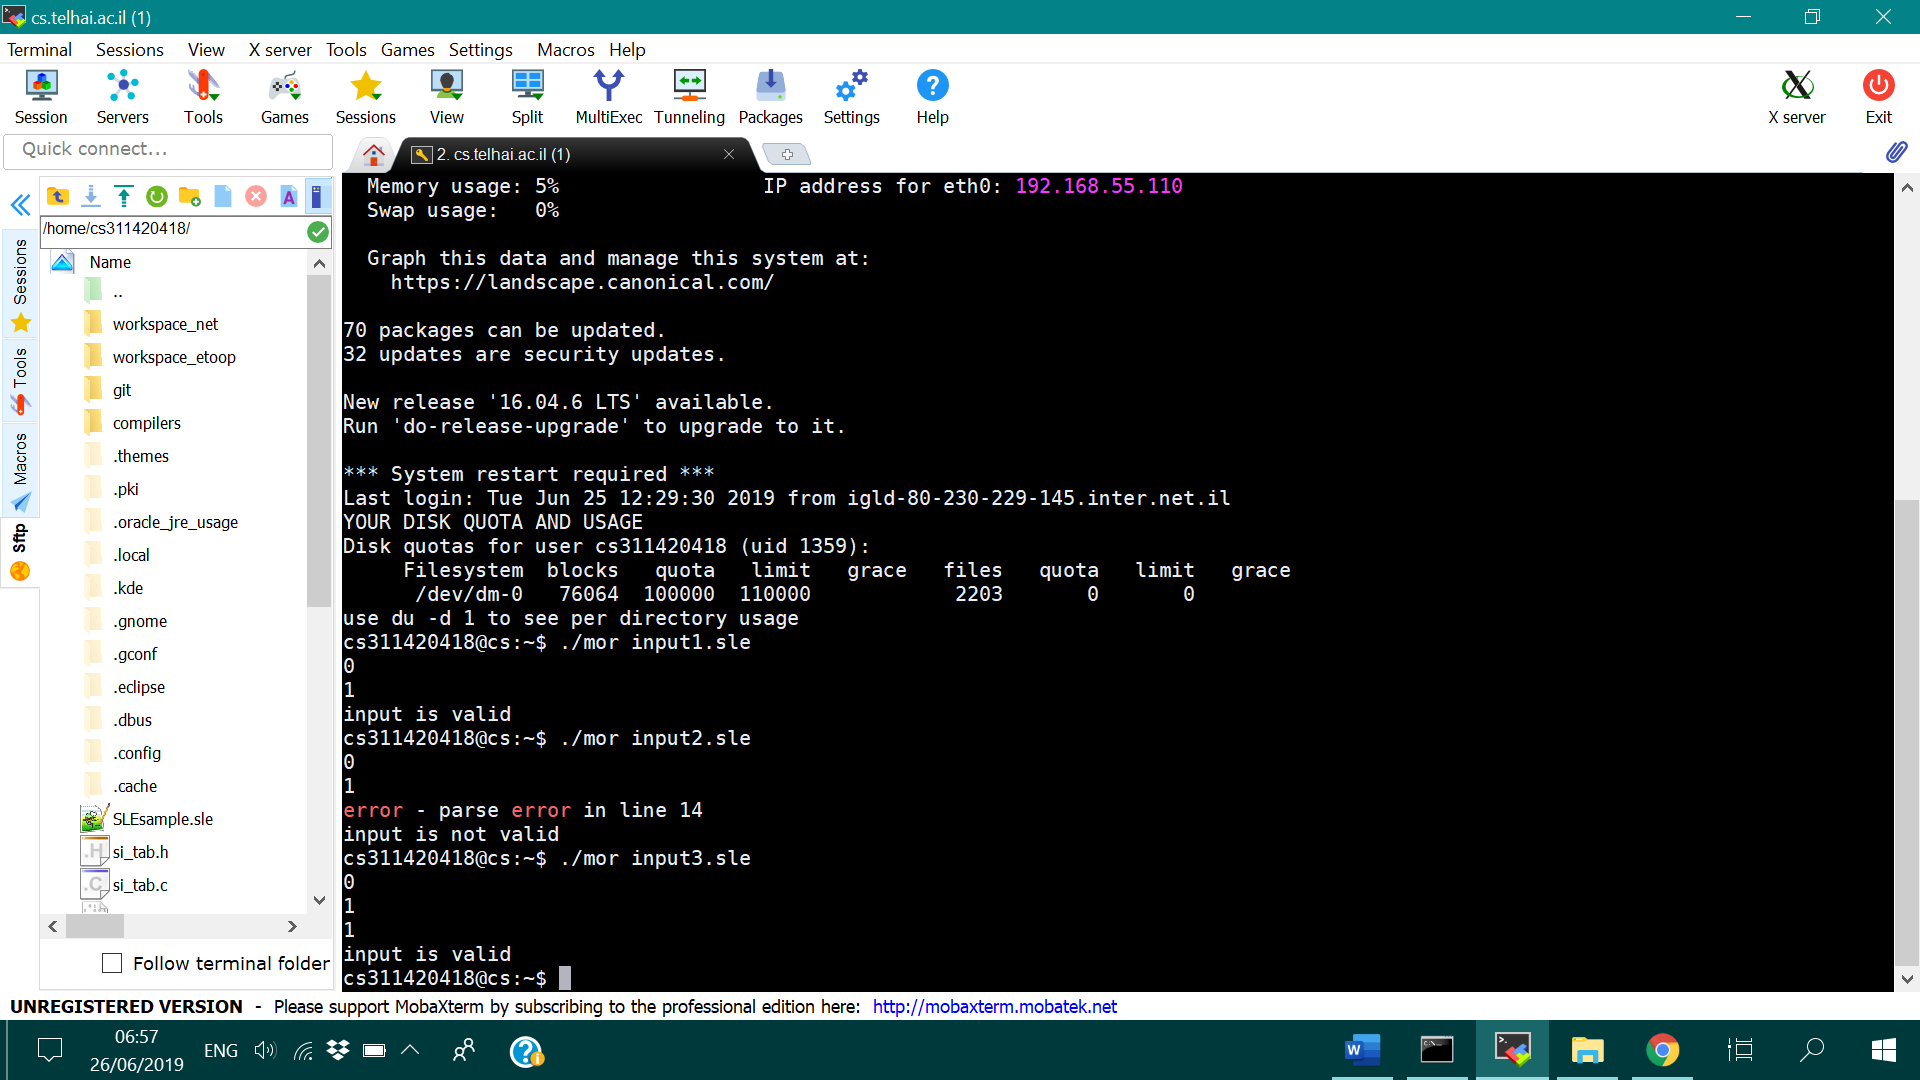 cs.telhai.ac.il (1)
Terminal Sessions View X server Tools Games Settings Macros Help
Session Servers Tools Games Sessions View Split MultiExec Tunneling Packages Settings Help X server Exit
Quick connect...
2. cs.telhai.ac.il (1)
/home/cs311420418/
Name
..
workspace_net
workspace_etoop
git
compilers
.themes
.pki
.oracle_jre_usage
.local
.kde
.gnome
.gconf
.eclipse
.dbus
.config
.cache
SLEsample.sle
si_tab.h
si_tab.c
Follow terminal folder
Sessions
Tools
Macros
Sftp
Memory usage: 5% IP address for eth0: 192.168.55.110
Swap usage: 0%
Graph this data and manage this system at:
https://landscape.canonical.com/
70 packages can be updated.
32 updates are security updates.
New release '16.04.6 LTS' available.
Run 'do-release-upgrade' to upgrade to it.
*** System restart required ***
Last login: Tue Jun 25 12:29:30 2019 from igld-80-230-229-145.inter.net.il
YOUR DISK QUOTA AND USAGE
Disk quotas for user cs311420418 (uid 1359):
Filesystem blocks quota limit grace files quota limit grace
/dev/dm-0 76064 100000 110000 2203 0 0
use du -d 1 to see per directory usage
cs311420418@cs:~$ ./mor input1.sle
0
1
input is valid
cs311420418@cs:~$ ./mor input2.sle
0
1
error - parse error in line 14
input is not valid
cs311420418@cs:~$ ./mor input3.sle
0
1
1
input is valid
cs311420418@cs:~$
UNREGISTERED VERSION - Please support MobaXterm by subscribing to the professional edition here: http://mobaxterm.mobatek.net
06:57
26/06/2019
ENG